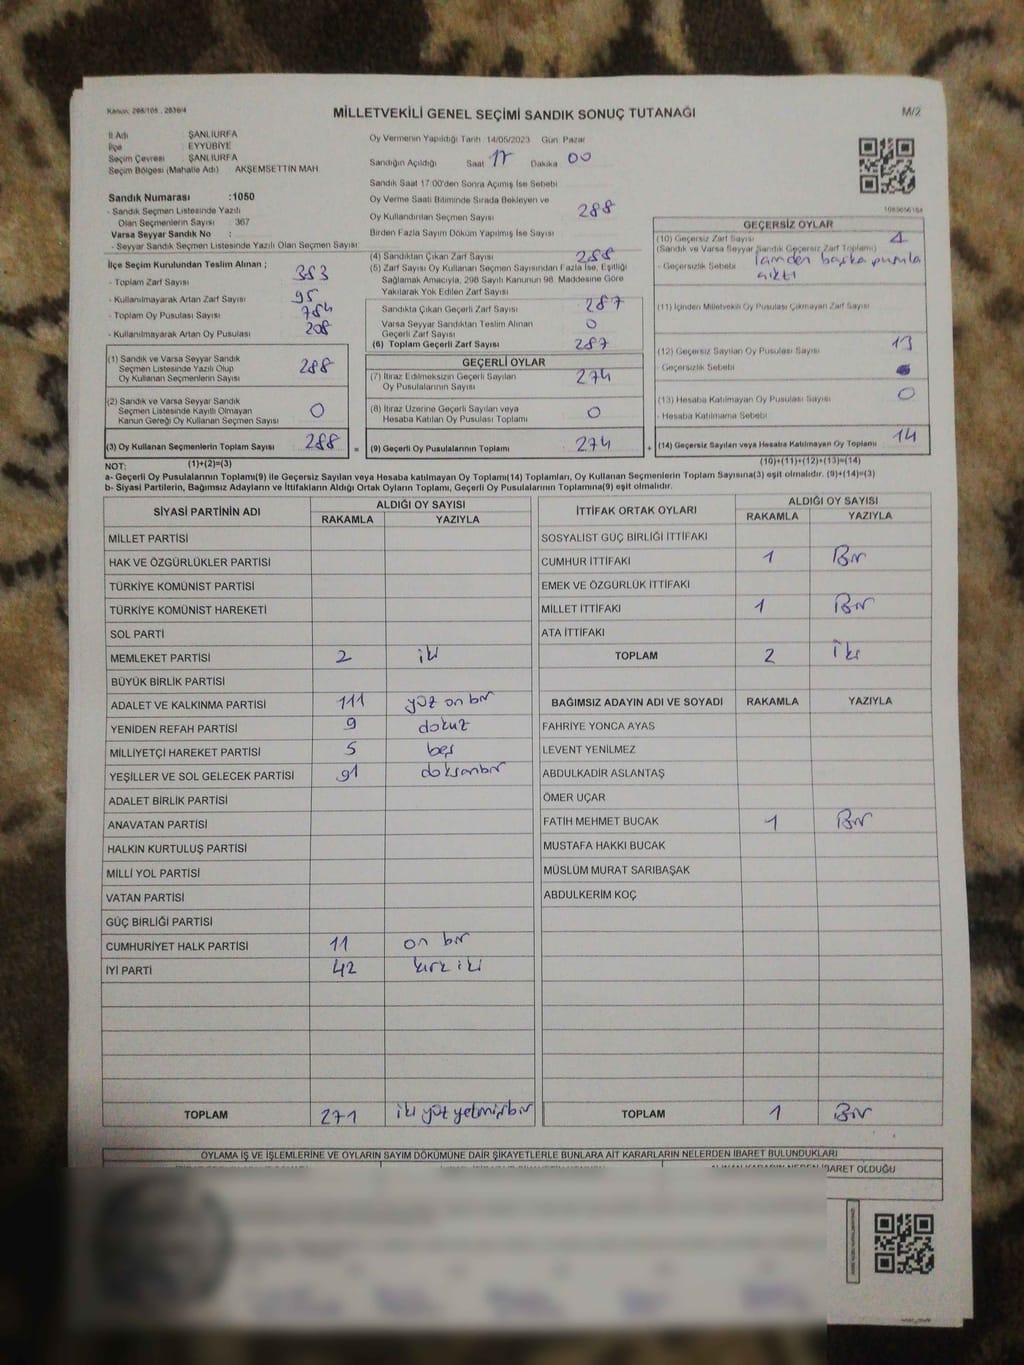 Kanun: 298/105 , 2839/4
MİLLETVEKİLİ GENEL SEÇİMİ SANDIK SONUÇ TUTANAĞI
M/2
İl Adı ŞANLIURFA
İlçe EYYÜBİYE
Seçim Çevresi ŞANLIURFA
Seçim Bölgesi (Mahalle Adı) AKŞEMSETTİN MAH
Sandık Numarası :1050
- Sandık Seçmen Listesinde Yazılı
Olan Seçmenlerin Sayısı : 367
Varsa Seyyar Sandık No :
- Seyyar Sandık Seçmen Listesinde Yazılı Olan Seçmen Sayısı:
İlçe Seçim Kurulundan Teslim Alınan ;
- Toplam Zarf Sayısı 383
- Kullanılmayarak Artan Zarf Sayısı 95
- Toplam Oy Pusulası Sayısı
- Kullanılmayarak Artan Oy Pusulası 208
(1) Sandık ve Varsa Seyyar Sandık
Seçmen Listesinde Yazılı Olup
Oy Kullanan Seçmenlerin Sayısı 288
(2) Sandık ve Varsa Seyyar Sandık
Seçmen Listesinde Kayıtlı Olmayan
Kanun Gereği Oy Kullanan Seçmen Sayısı 0
(3) Oy Kullanan Seçmenlerin Toplam Sayısı 288
Oy Vermenin Yapıldığı Tarih 14/05/2023 Gün Pazar
Sandığın Açıldığı Saat 17 Dakika 00
Sandık Saat 17:00'den Sonra Açımış İse Sebebi
Oy Verme Saati Bitiminde Sırada Bekleyen ve
Oy Kullandırılan Seçmen Sayısı 288
Birden Fazla Sayım Döküm Yapılmış İse Sayısı
(4) Sandıktan Çıkan Zarf Sayısı 288
(5) Zarf Sayısı Oy Kullanan Seçmen Sayısından Fazla İse, Eşitliği
Sağlamak Amacıyla, 298 Sayılı Kanunun 98. Maddesine Göre
Yakılarak Yok Edilen Zarf Sayısı
Sandıkta Çıkan Geçerli Zarf Sayısı 287
Varsa Seyyar Sandıktan Teslim Alınan
Geçerli Zarf Sayısı 0
(6) Toplam Geçerli Zarf Sayısı 287
GEÇERLİ OYLAR
(7) İtiraz Edilmeksizin Geçerli Sayılan
Oy Pusulalarının Sayısı 274
(8) İtiraz Üzerine Geçerli Sayılan veya
Hesaba Katılan Oy Pusulası Toplamı 0
= (9) Geçerli Oy Pusulalarının Toplamı 274
1089656184
GEÇERSİZ OYLAR
(10) Geçersiz Zarf Sayısı 1
(Sandık ve Varsa Seyyar Sandık Geçersiz Zarf Toplamı)
- Geçersizlik Sebebi başka pusula
çıktı
(11) İçinden Milletvekili Oy Pusulası Çıkmayan Zarf Sayısı
(12) Geçersiz Sayılan Oy Pusulası Sayısı 13
- Geçersizlik Sebebi
(13) Hesaba Katılmayan Oy Pusulası Sayısı 0
- Hesaba Katılmama Sebebi
+ (14) Geçersiz Sayılan veya Hesaba Katılmayan Oy Toplamı 14
NOT: (1)+(2)=(3) (10)+(11)+(12)+(13)=(14)
a- Geçerli Oy Pusulalarının Toplamı(9) ile Geçersiz Sayılan veya Hesaba katılmayan Oy Toplamı(14) Toplamları, Oy Kullanan Seçmenlerin Toplam Sayısına(3) eşit olmalıdır. (9)+(14)=(3)
b- Siyasi Partilerin, Bağımsız Adayların ve İttifakların Aldığı Ortak Oyların Toplamı, Geçerli Oy Pusulalarının Toplamına(9) eşit olmalıdır.
SİYASİ PARTİNİN ADI ALDIĞI OY SAYISI
RAKAMLA YAZIYLA
MİLLET PARTİSİ
HAK VE ÖZGÜRLÜKLER PARTİSİ
TÜRKİYE KOMÜNİST PARTİSİ
TÜRKİYE KOMÜNİST HAREKETİ
SOL PARTİ
MEMLEKET PARTİSİ 2 iki
BÜYÜK BİRLİK PARTİSİ
ADALET VE KALKINMA PARTİSİ 111 yüz on bir
YENİDEN REFAH PARTİSİ 9 dokuz
MİLLİYETÇİ HAREKET PARTİSİ 5 beş
YEŞİLLER VE SOL GELECEK PARTİSİ 91 doksanbir
ADALET BİRLİK PARTİSİ
ANAVATAN PARTİSİ
HALKIN KURTULUŞ PARTİSİ
MİLLİ YOL PARTİSİ
VATAN PARTİSİ
GÜÇ BİRLİĞİ PARTİSİ
CUMHURİYET HALK PARTİSİ 11 on bir
İYİ PARTİ 42 kırk iki
TOPLAM 271 iki yüz yetmişbir
İTTİFAK ORTAK OYLARI ALDIĞI OY SAYISI
RAKAMLA YAZIYLA
SOSYALİST GÜÇ BİRLİĞİ İTTİFAKI
CUMHUR İTTİFAKI 1 Bir
EMEK VE ÖZGÜRLÜK İTTİFAKI
MİLLET İTTİFAKI 1 Bir
ATA İTTİFAKI
TOPLAM 2 İki
BAĞIMSIZ ADAYIN ADI VE SOYADI RAKAMLA YAZIYLA
FAHRİYE YONCA AYAS
LEVENT YENİLMEZ
ABDULKADİR ASLANTAŞ
ÖMER UÇAR
FATİH MEHMET BUCAK 1 Bir
MUSTAFA HAKKI BUCAK
MÜSLÜM MURAT SARIBAŞAK
ABDULKERİM KOÇ
TOPLAM 1 Bir
OYLAMA İŞ VE İŞLEMLERİNE VE OYLARIN SAYIM DÖKÜMÜNE DAİR ŞİKAYETLERLE BUNLARA AİT KARARLARIN NELERDEN İBARET BULUNDUKLARI
İBARET OLDUĞU